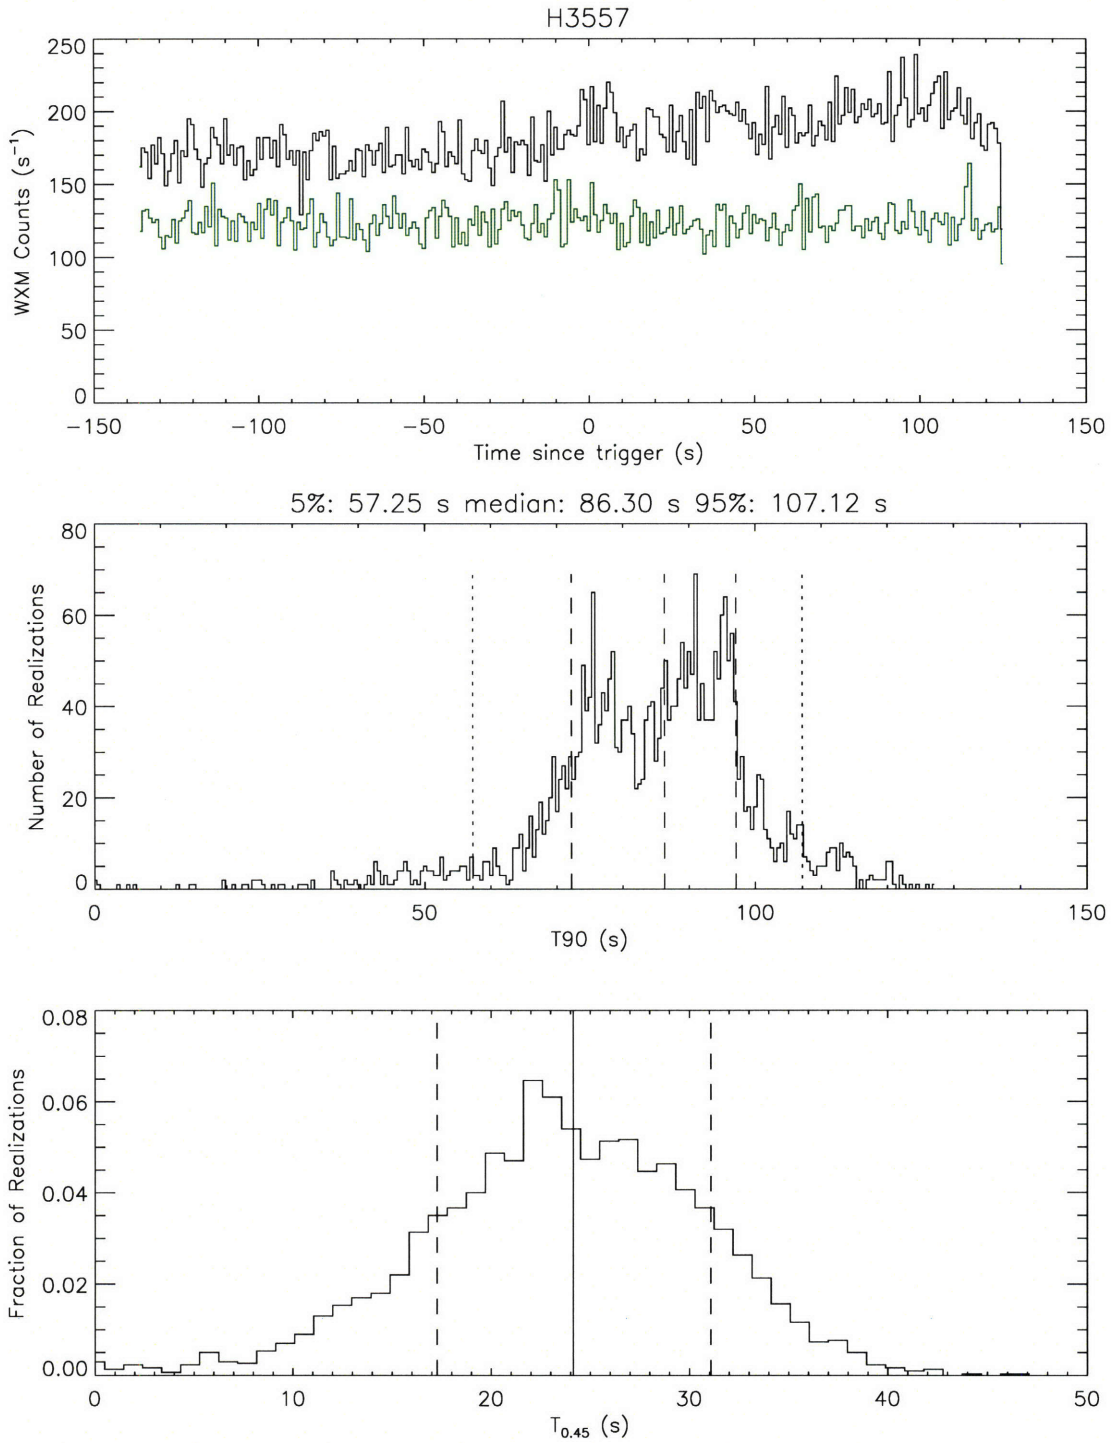 H3557
250
200
150
100
50
0
WXM Counts (s⁻¹)
−150 −100 −50 0 50 100 150
Time since trigger (s)
5%: 57.25 s median: 86.30 s 95%: 107.12 s
80
60
40
20
0
Number of Realizations
0 50 100 150
T90 (s)
0.08
0.06
0.04
0.02
0.00
Fraction of Realizations
0 10 20 30 40 50
T₀.₄₅ (s)